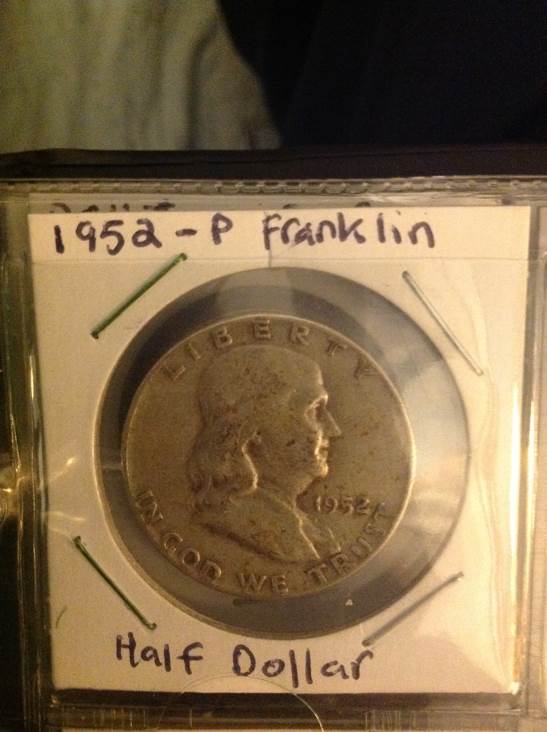 1952-P Franklin
LIBERTY
1952
IN GOD WE TRUST
Half Dollar